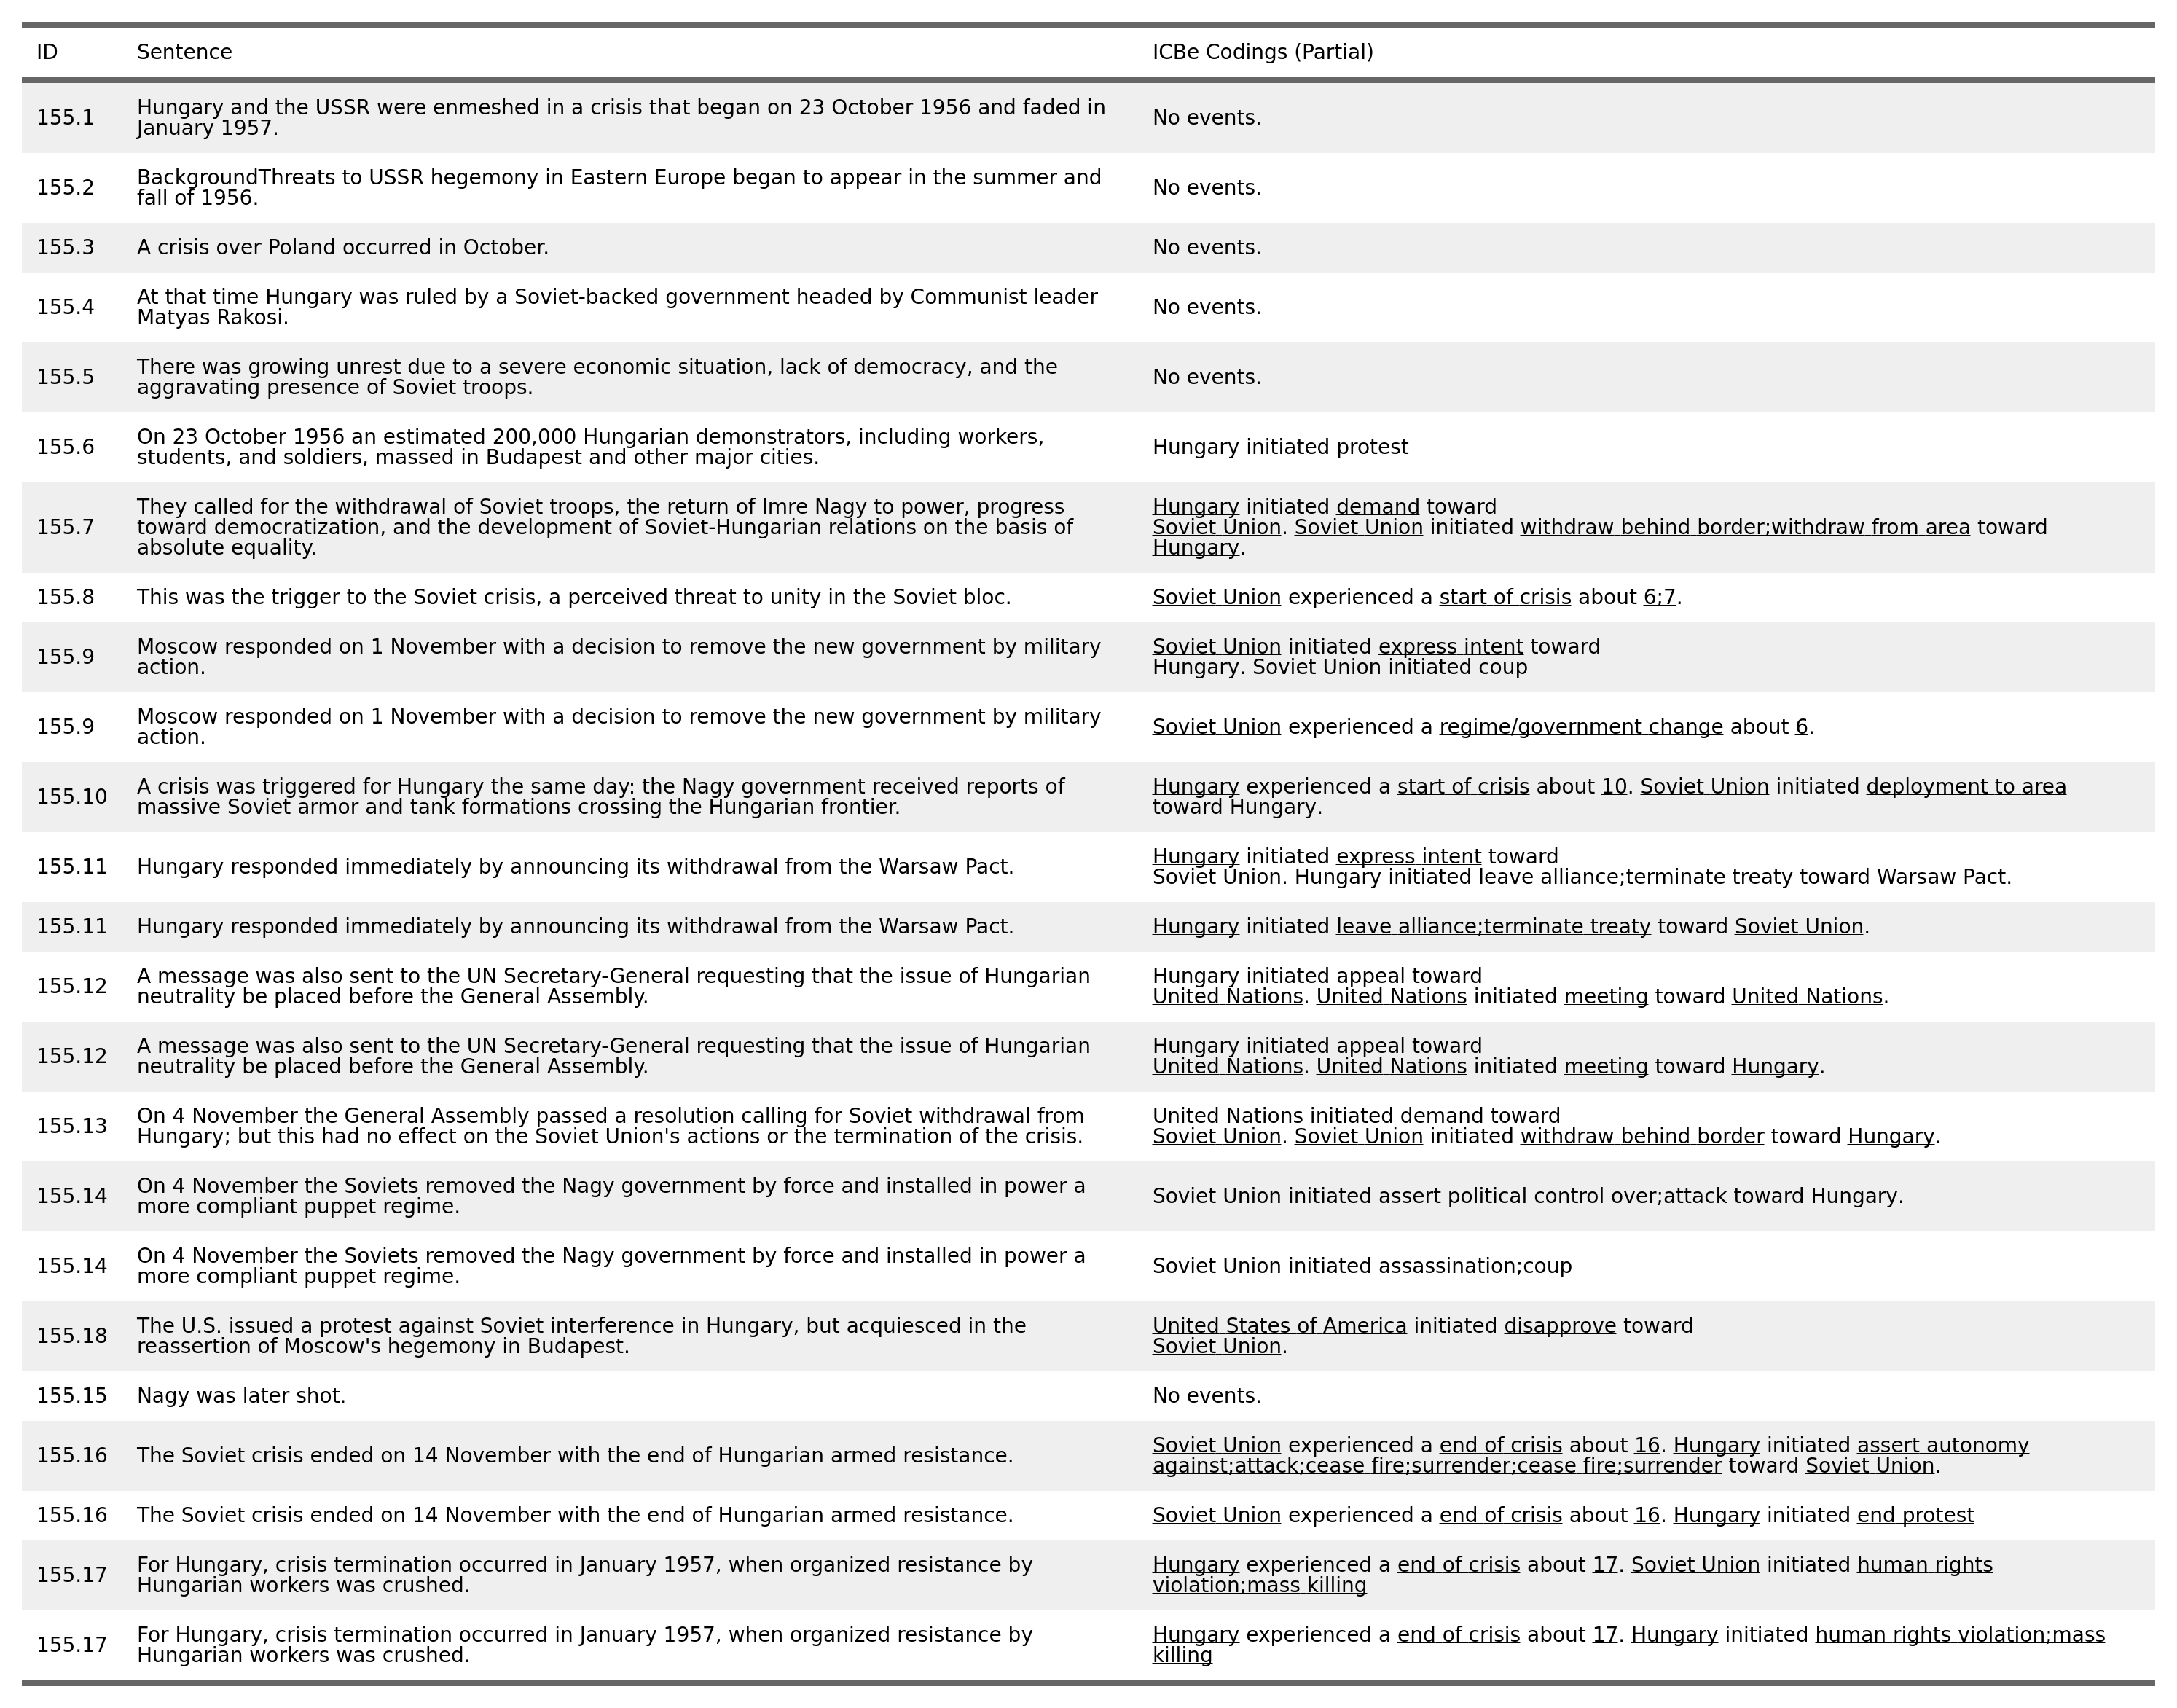 ID Sentence ICBe Codings (Partial)
155.1 Hungary and the USSR were enmeshed in a crisis that began on 23 October 1956 and faded in
January 1957.
No events.
155.2 BackgroundThreats to USSR hegemony in Eastern Europe began to appear in the summer and
fall of 1956.
No events.
155.3 A crisis over Poland occurred in October. No events.
155.4 At that time Hungary was ruled by a Soviet-backed government headed by Communist leader
Matyas Rakosi.
No events.
155.5 There was growing unrest due to a severe economic situation, lack of democracy, and the
aggravating presence of Soviet troops.
No events.
155.6 On 23 October 1956 an estimated 200,000 Hungarian demonstrators, including workers,
students, and soldiers, massed in Budapest and other major cities.
Hungary initiated protest
155.7 They called for the withdrawal of Soviet troops, the return of Imre Nagy to power, progress
toward democratization, and the development of Soviet-Hungarian relations on the basis of
absolute equality.
Hungary initiated demand toward
Soviet Union. Soviet Union initiated withdraw behind border;withdraw from area toward
Hungary.
155.8 This was the trigger to the Soviet crisis, a perceived threat to unity in the Soviet bloc. Soviet Union experienced a start of crisis about 6;7.
155.9 Moscow responded on 1 November with a decision to remove the new government by military
action.
Soviet Union initiated express intent toward
Hungary. Soviet Union initiated coup
155.9 Moscow responded on 1 November with a decision to remove the new government by military
action.
Soviet Union experienced a regime/government change about 6.
155.10 A crisis was triggered for Hungary the same day: the Nagy government received reports of
massive Soviet armor and tank formations crossing the Hungarian frontier.
Hungary experienced a start of crisis about 10. Soviet Union initiated deployment to area
toward Hungary.
155.11 Hungary responded immediately by announcing its withdrawal from the Warsaw Pact.
Hungary initiated express intent toward
Soviet Union. Hungary initiated leave alliance;terminate treaty toward Warsaw Pact.
155.11 Hungary responded immediately by announcing its withdrawal from the Warsaw Pact. Hungary initiated leave alliance;terminate treaty toward Soviet Union.
155.12 A message was also sent to the UN Secretary-General requesting that the issue of Hungarian
neutrality be placed before the General Assembly.
Hungary initiated appeal toward
United Nations. United Nations initiated meeting toward United Nations.
155.12 A message was also sent to the UN Secretary-General requesting that the issue of Hungarian
neutrality be placed before the General Assembly.
Hungary initiated appeal toward
United Nations. United Nations initiated meeting toward Hungary.
155.13 On 4 November the General Assembly passed a resolution calling for Soviet withdrawal from
Hungary; but this had no effect on the Soviet Union's actions or the termination of the crisis.
United Nations initiated demand toward
Soviet Union. Soviet Union initiated withdraw behind border toward Hungary.
155.14 On 4 November the Soviets removed the Nagy government by force and installed in power a
more compliant puppet regime.
Soviet Union initiated assert political control over;attack toward Hungary.
155.14 On 4 November the Soviets removed the Nagy government by force and installed in power a
more compliant puppet regime.
Soviet Union initiated assassination;coup
155.18 The U.S. issued a protest against Soviet interference in Hungary, but acquiesced in the
reassertion of Moscow's hegemony in Budapest.
United States of America initiated disapprove toward
Soviet Union.
155.15 Nagy was later shot. No events.
155.16 The Soviet crisis ended on 14 November with the end of Hungarian armed resistance.
Soviet Union experienced a end of crisis about 16. Hungary initiated assert autonomy
against;attack;cease fire;surrender;cease fire;surrender toward Soviet Union.
155.16 The Soviet crisis ended on 14 November with the end of Hungarian armed resistance. Soviet Union experienced a end of crisis about 16. Hungary initiated end protest
155.17 For Hungary, crisis termination occurred in January 1957, when organized resistance by
Hungarian workers was crushed.
Hungary experienced a end of crisis about 17. Soviet Union initiated human rights
violation;mass killing
155.17 For Hungary, crisis termination occurred in January 1957, when organized resistance by
Hungarian workers was crushed.
Hungary experienced a end of crisis about 17. Hungary initiated human rights violation;mass
killing